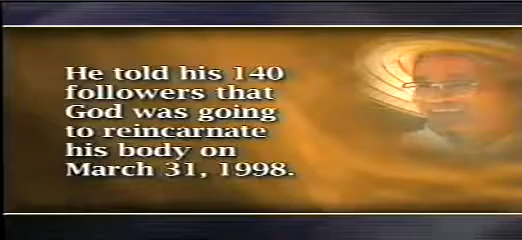 He told his 140
followers that
God was going
to reincarnate
his body on
March 31, 1998.